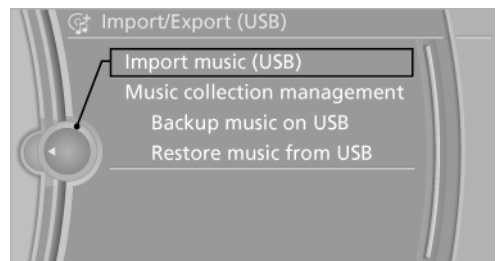 Import/Export (USB)
Import music (USB)
Music collection management
Backup music on USB
Restore music from USB